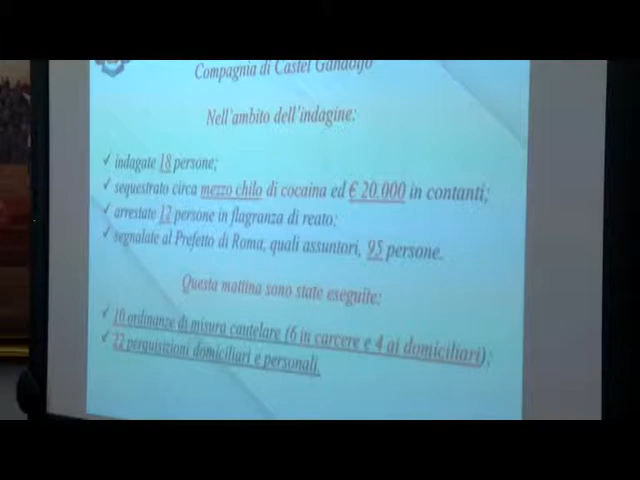 Compagnia di Castel Gandolfo
Nell'ambito dell'indagine:
✓ indagate 18 persone;
✓ sequestrato circa mezzo chilo di cocaina ed € 20.000 in contanti;
✓ arrestate 12 persone in flagranza di reato;
✓ segnalate al Prefetto di Roma, quali assuntori, 95 persone.
Questa mattina sono state eseguite:
✓ 10 ordinanze di misura cautelare (6 in carcere e 4 ai domiciliari);
✓ 22 perquisizioni domiciliari e personali.